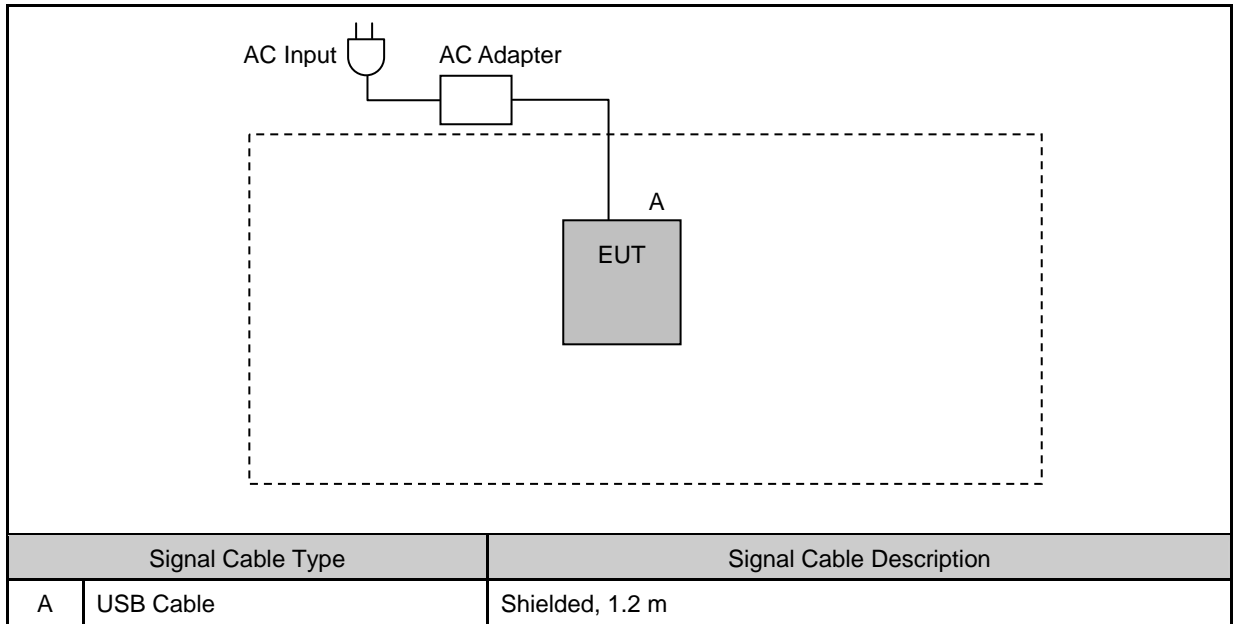 AC Input AC Adapter
A
EUT
Signal Cable Type Signal Cable Description
A USB Cable Shielded, 1.2 m